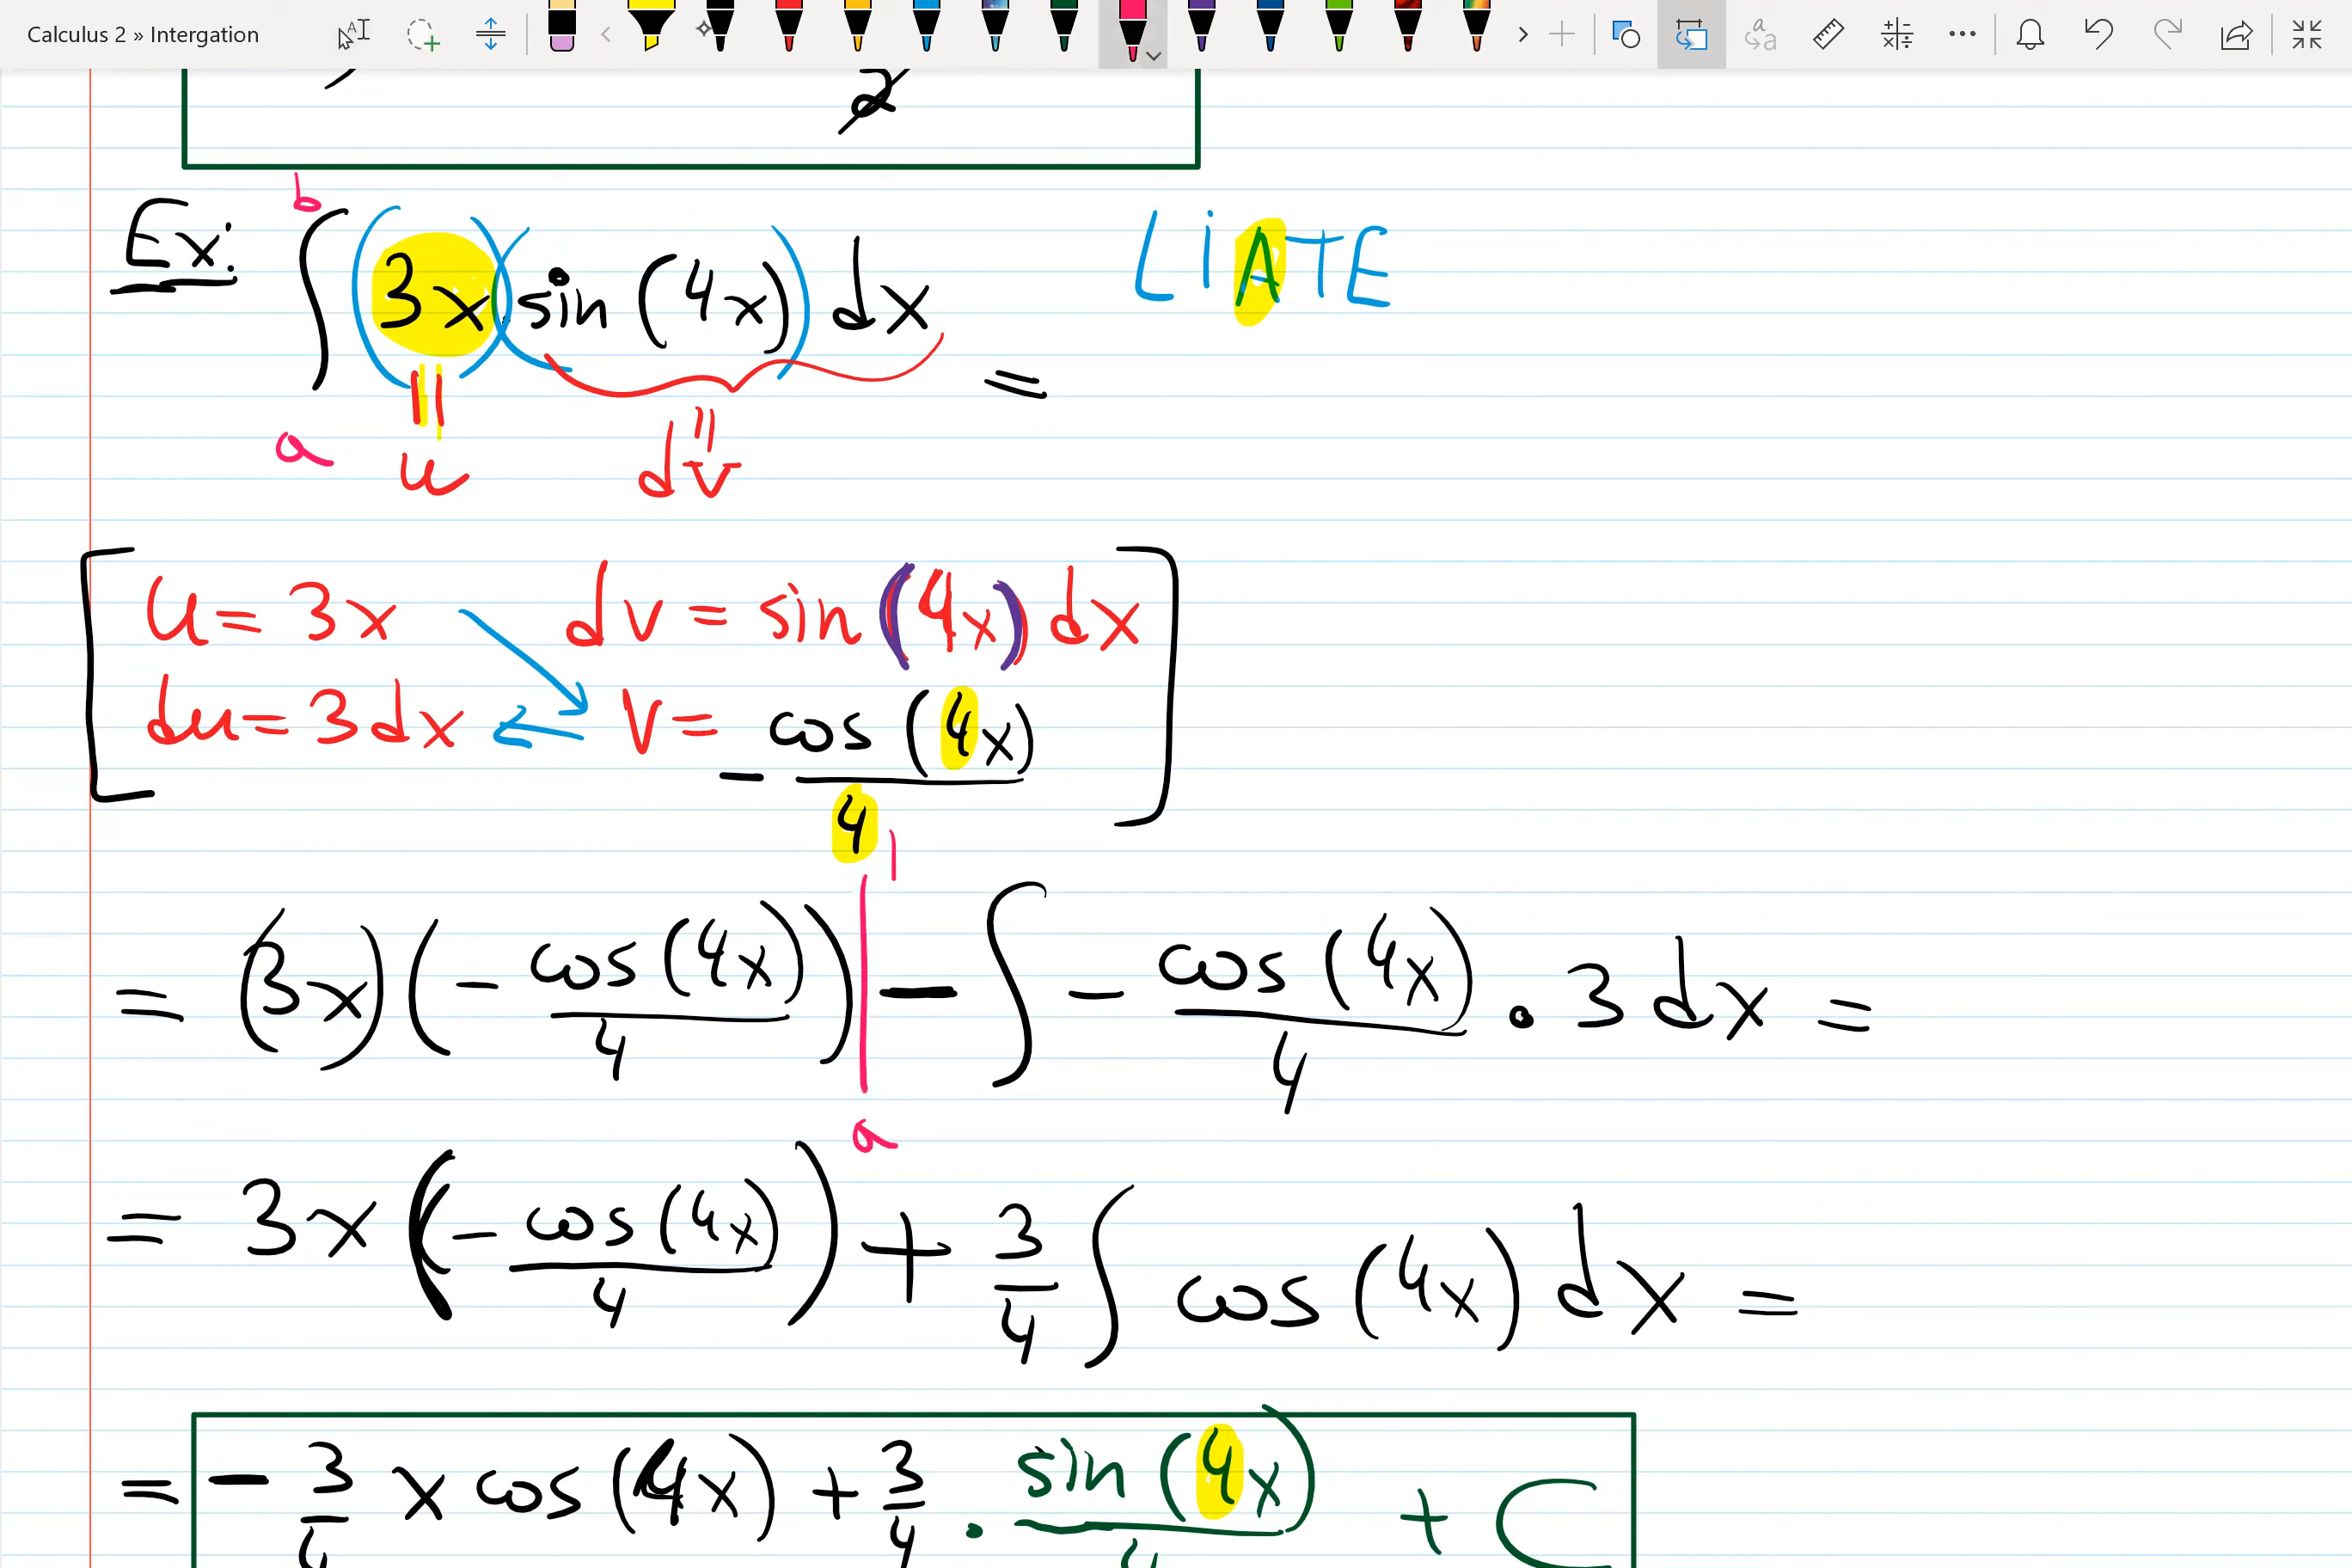 Calculus 2 » Intergation
2
Ex: ∫ₐᵇ (3x)(sin(4x)) dx =
LiATE
u dv
u = 3x dv = sin(4x) dx
du = 3dx v = - cos(4x)/4
= (3x)(- cos(4x)/4) |ₐ - ∫ - cos(4x)/4 · 3 dx =
= 3x (- cos(4x)/4) + 3/4 ∫ cos(4x) dx =
= - 3/4 x cos(4x) + 3/4 · sin(4x)/4 + C